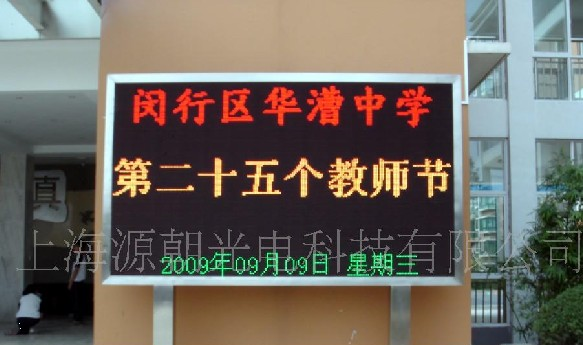 闵行区华漕中学
第二十五个教师节
2009年09月09日 星期三
真
上海源朝光电科技有限公司